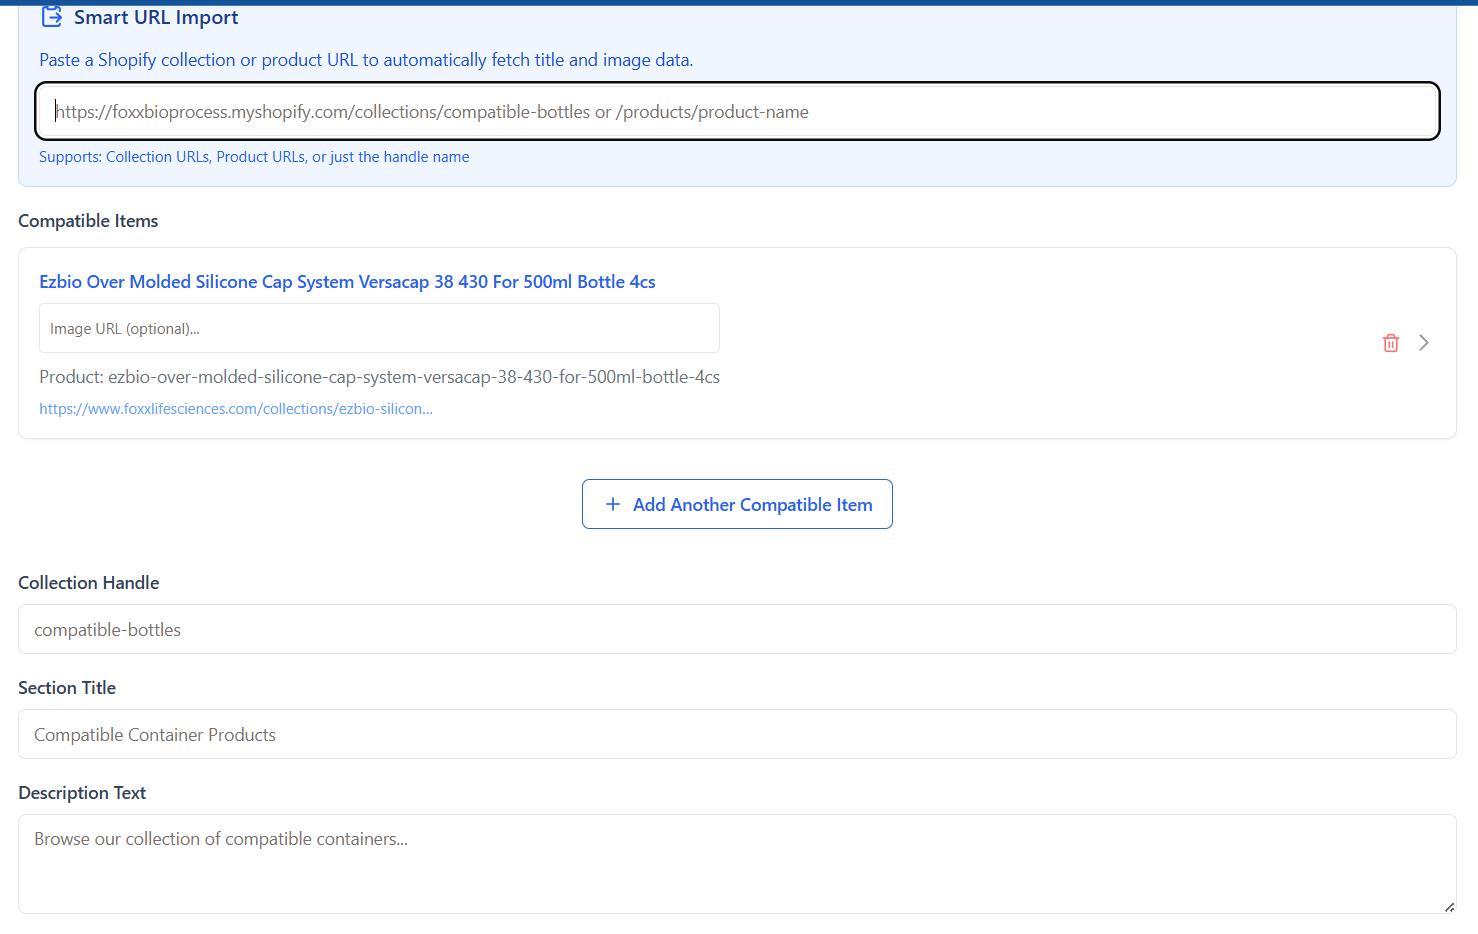 Smart URL Import
Paste a Shopify collection or product URL to automatically fetch title and image data.
https://foxxbioprocess.myshopify.com/collections/compatible-bottles or /products/product-name
Supports: Collection URLs, Product URLs, or just the handle name
Compatible Items
Ezbio Over Molded Silicone Cap System Versacap 38 430 For 500ml Bottle 4cs
Image URL (optional)...
Product: ezbio-over-molded-silicone-cap-system-versacap-38-430-for-500ml-bottle-4cs
https://www.foxxlifesciences.com/collections/ezbio-silicon...
+ Add Another Compatible Item
Collection Handle
compatible-bottles
Section Title
Compatible Container Products
Description Text
Browse our collection of compatible containers...